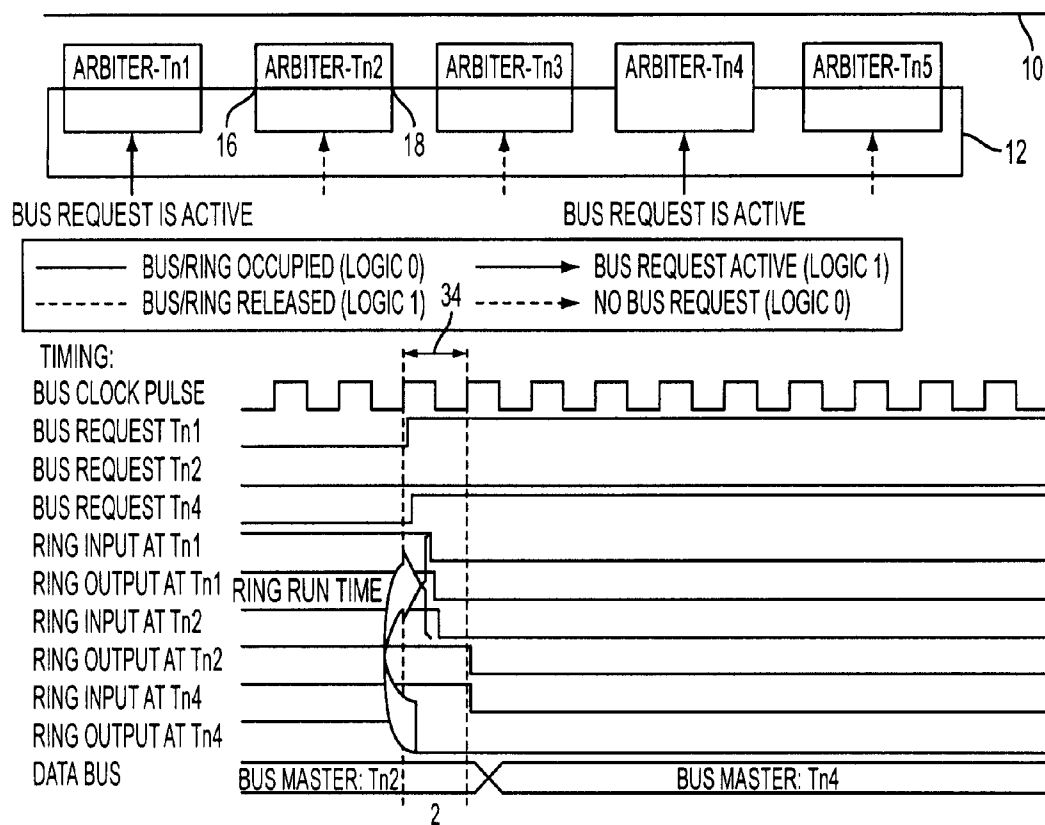 10
ARBITER-Tn1 ARBITER-Tn2 ARBITER-Tn3 ARBITER-Tn4 ARBITER-Tn5
16 18 12
BUS REQUEST IS ACTIVE BUS REQUEST IS ACTIVE
BUS/RING OCCUPIED (LOGIC 0) BUS REQUEST ACTIVE (LOGIC 1)
BUS/RING RELEASED (LOGIC 1) NO BUS REQUEST (LOGIC 0)
34
TIMING:
BUS CLOCK PULSE
BUS REQUEST Tn1
BUS REQUEST Tn2
BUS REQUEST Tn4
RING INPUT AT Tn1
RING OUTPUT AT Tn1 RING RUN TIME
RING INPUT AT Tn2
RING OUTPUT AT Tn2
RING INPUT AT Tn4
RING OUTPUT AT Tn4
DATA BUS BUS MASTER: Tn2 BUS MASTER: Tn4
2